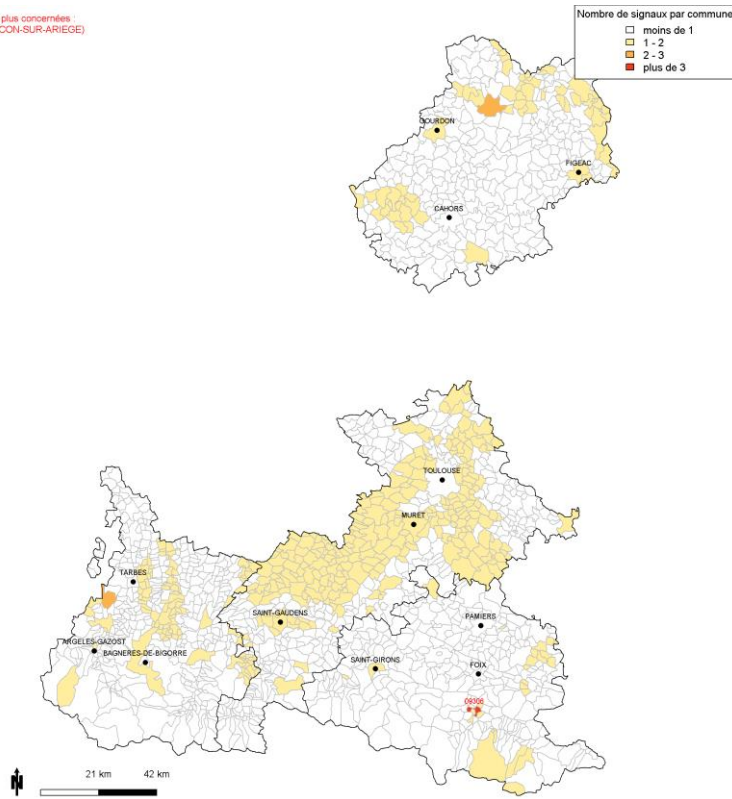 plus concernées :
CON-SUR-ARIEGE)
Nombre de signaux par commune
moins de 1
1 - 2
2 - 3
plus de 3
GOURDON
FIGEAC
CAHORS
TOULOUSE
MURET
TARBES
SAINT-GAUDENS
PAMIERS
ARGELES-GAZOST
BAGNERES-DE-BIGORRE
SAINT-GIRONS
FOIX
09306
N
21 km 42 km